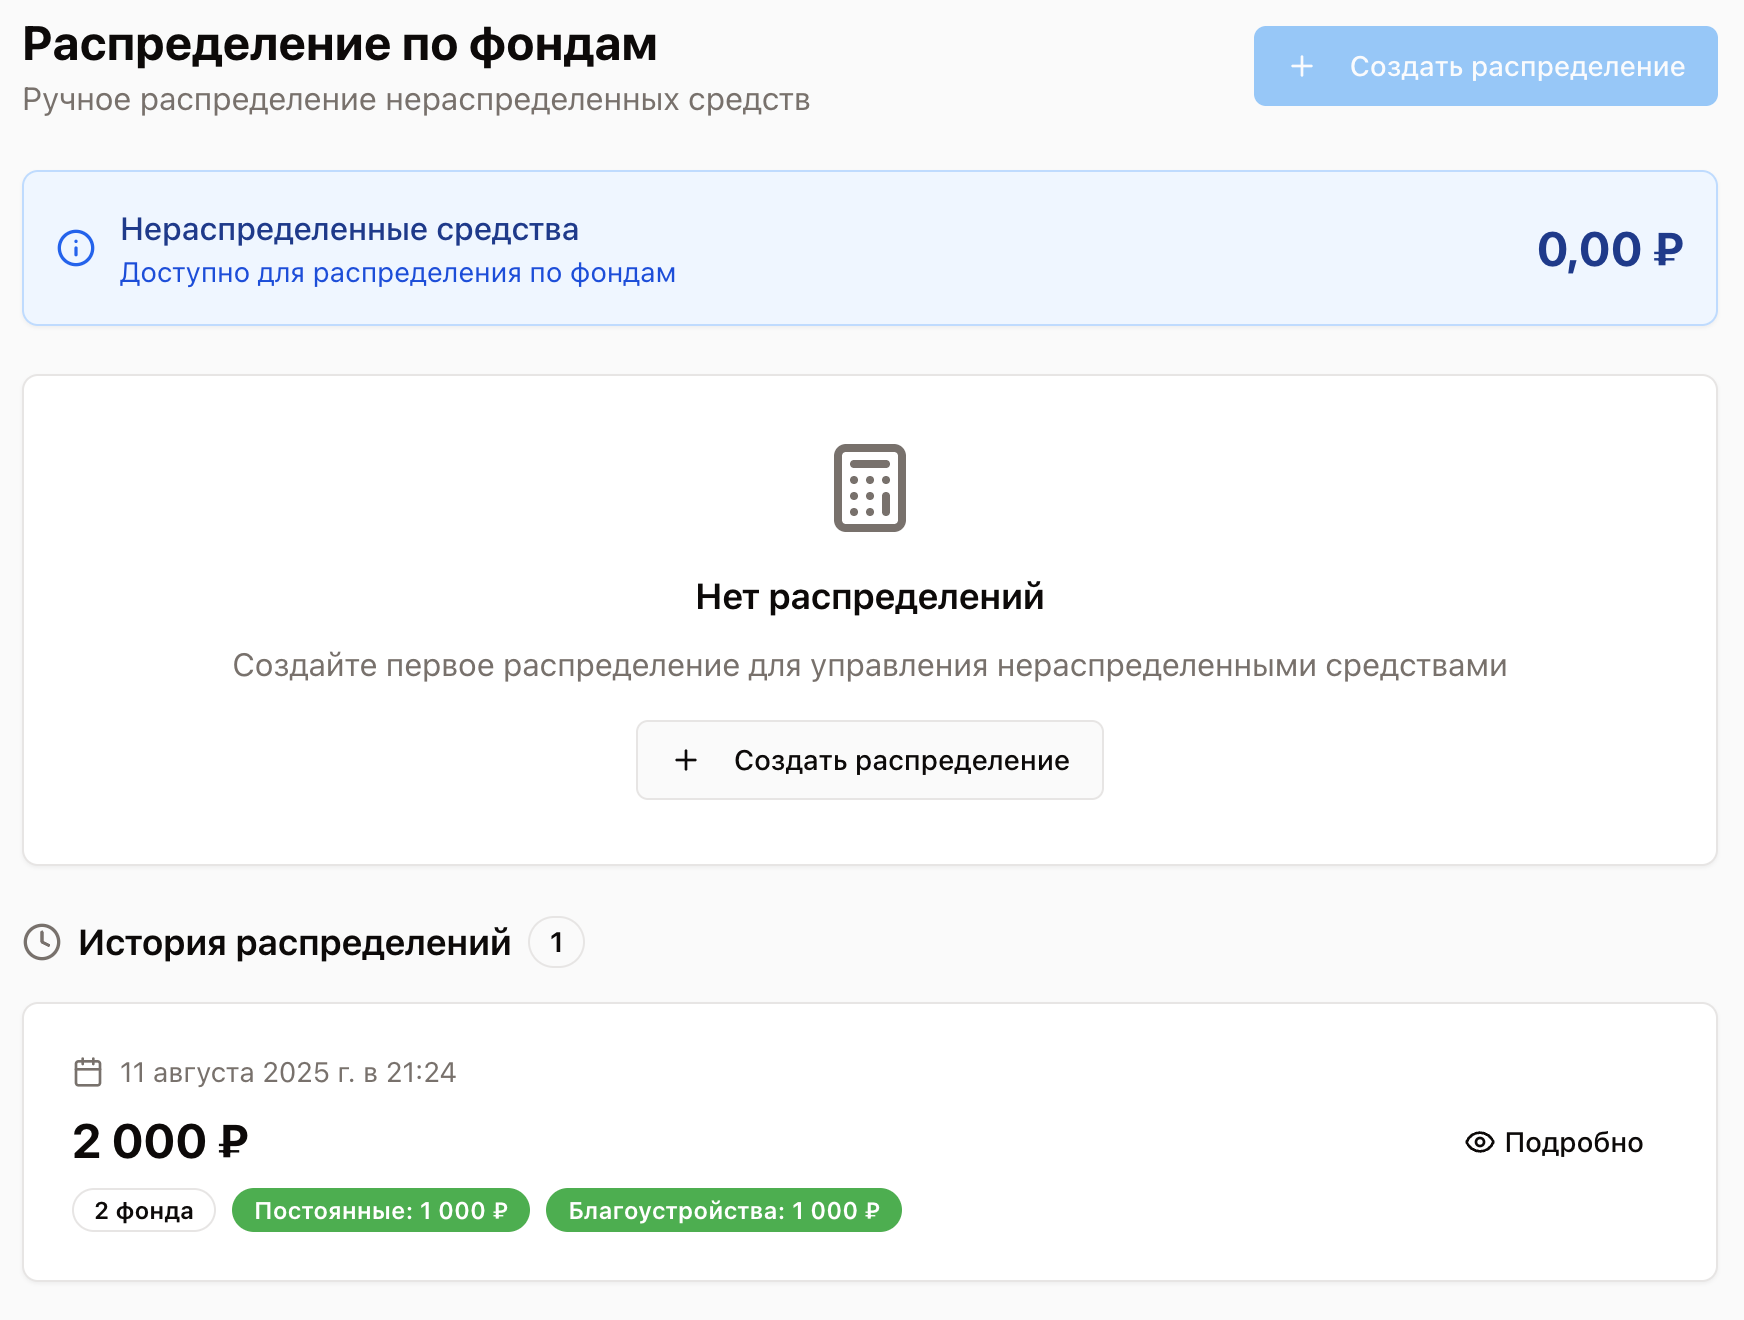 Распределение по фондам
Ручное распределение нераспределенных средств
Создать распределение
Нераспределенные средства
Доступно для распределения по фондам
0,00 ₽
Нет распределений
Создайте первое распределение для управления нераспределенными средствами
Создать распределение
История распределений 1
11 августа 2025 г. в 21:24
2 000 ₽
Подробно
2 фонда Постоянные: 1 000 ₽ Благоустройства: 1 000 ₽